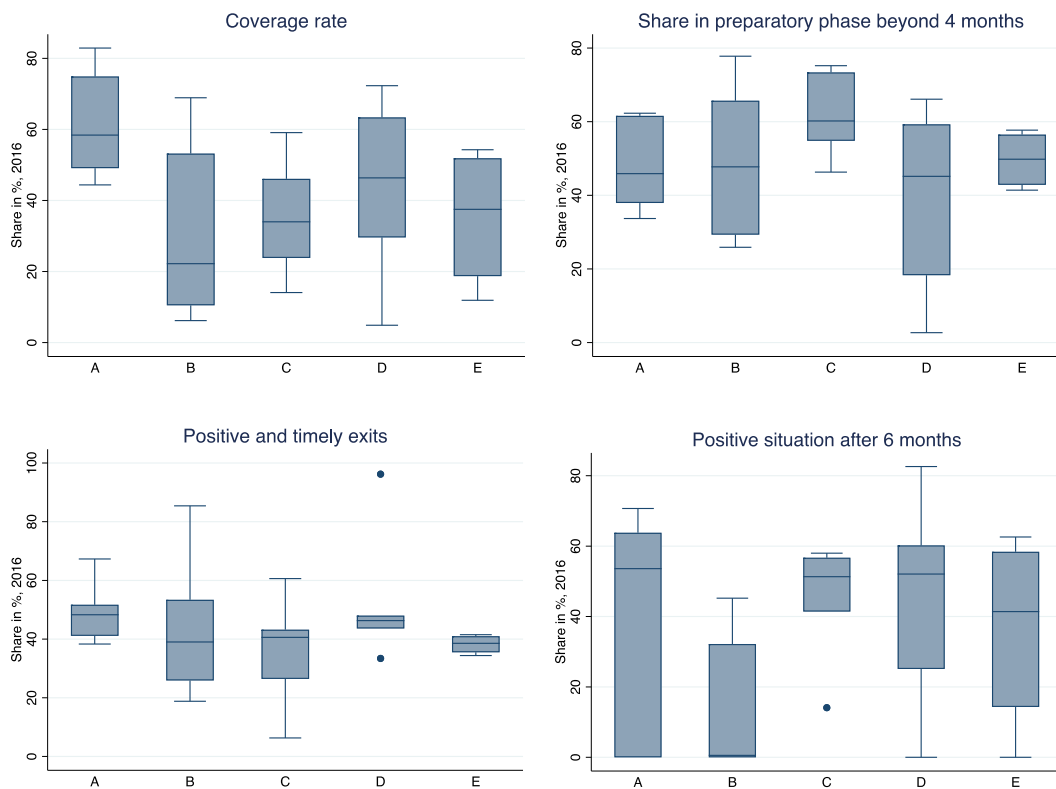 Coverage rate
Share in %, 2016
80
60
40
20
0
A B C D E
Share in preparatory phase beyond 4 months
Share in %, 2016
80
60
40
20
0
A B C D E
Positive and timely exits
Share in %, 2016
100
80
60
40
20
0
A B C D E
Positive situation after 6 months
Share in %, 2016
80
60
40
20
0
A B C D E